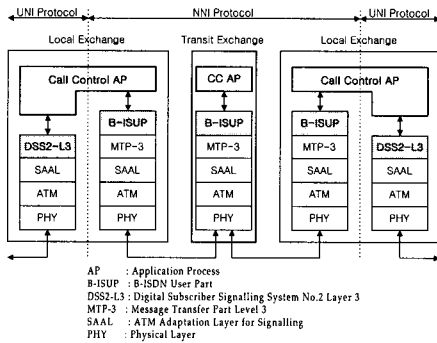 UNI Protocol NNI Protocol UNI Protocol
Local Exchange Transit Exchange Local Exchange
Call Control AP CC AP Call Control AP
B-ISUP B-ISUP B-ISUP
DSS2-L3 MTP-3 MTP-3 MTP-3 DSS2-L3
SAAL SAAL SAAL SAAL SAAL
ATM ATM ATM ATM ATM
PHY PHY PHY PHY PHY
AP : Application Process
B-ISUP : B-ISDN User Part
DSS2-L3 : Digital Subscriber Signalling System No.2 Layer 3
MTP-3 : Message Transfer Part Level 3
SAAL : ATM Adaptation Layer for Signalling
PHY : Physical Layer